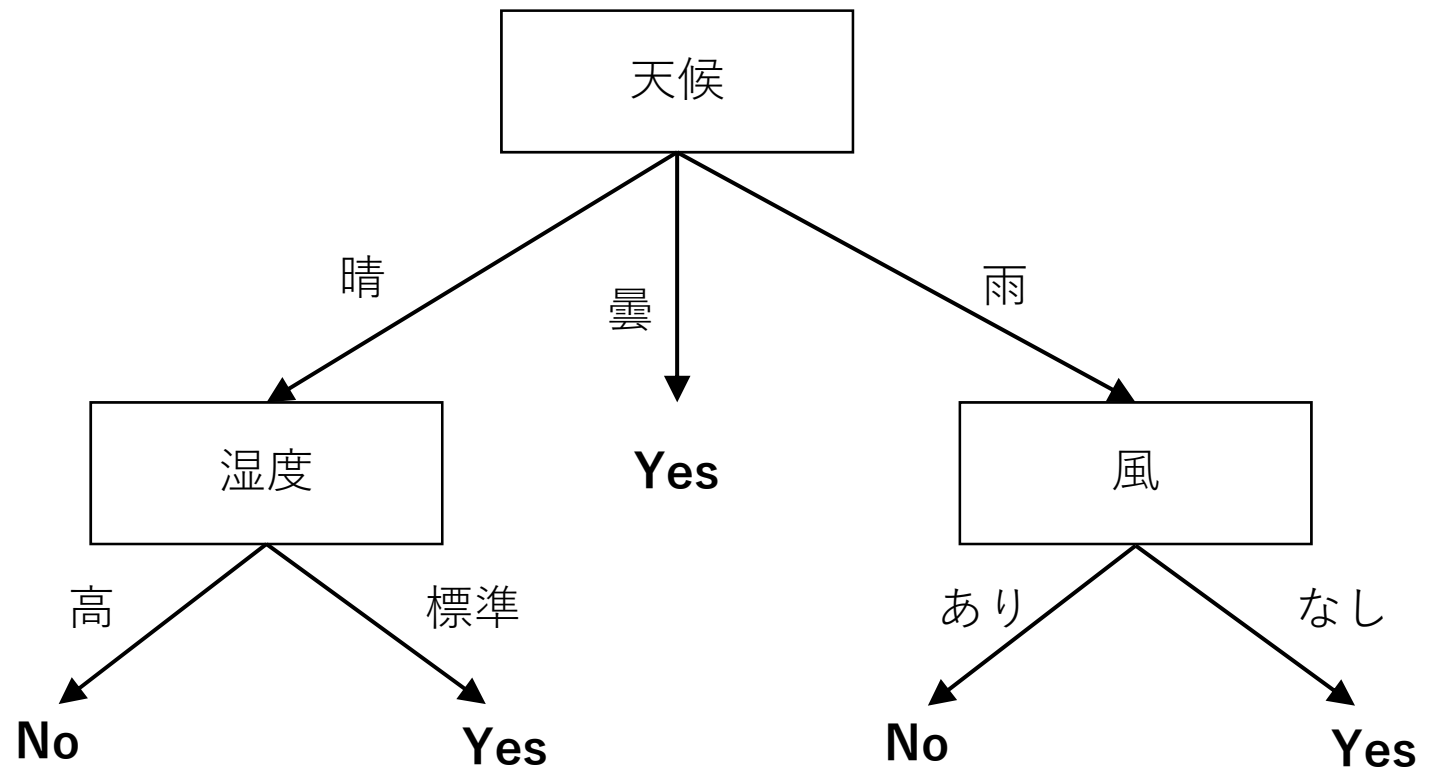 天候
晴
曇
雨
湿度
Yes
風
高
標準
あり
なし
No
Yes
No
Yes